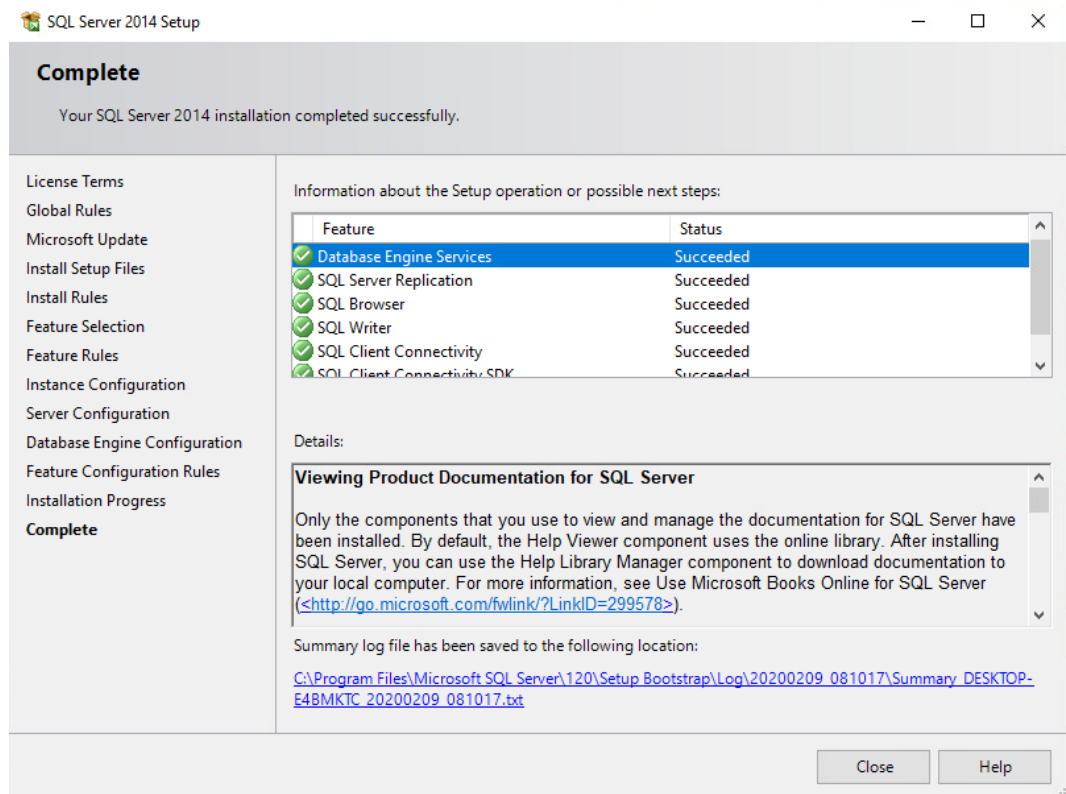 SQL Server 2014 Setup
Complete
Your SQL Server 2014 installation completed successfully.
License Terms
Global Rules
Microsoft Update
Install Setup Files
Install Rules
Feature Selection
Feature Rules
Instance Configuration
Server Configuration
Database Engine Configuration
Feature Configuration Rules
Installation Progress
Complete
Information about the Setup operation or possible next steps:
Feature Status
Database Engine Services Succeeded
SQL Server Replication Succeeded
SQL Browser Succeeded
SQL Writer Succeeded
SQL Client Connectivity Succeeded
SQL Client Connectivity SDK Succeeded
Details:
Viewing Product Documentation for SQL Server
Only the components that you use to view and manage the documentation for SQL Server have
been installed. By default, the Help Viewer component uses the online library. After installing
SQL Server, you can use the Help Library Manager component to download documentation to
your local computer. For more information, see Use Microsoft Books Online for SQL Server
(<http://go.microsoft.com/fwlink/?LinkID=299578>).
Summary log file has been saved to the following location:
C:\Program Files\Microsoft SQL Server\120\Setup Bootstrap\Log\20200209_081017\Summary_DESKTOP-
E4BMKTC_20200209_081017.txt
Close Help